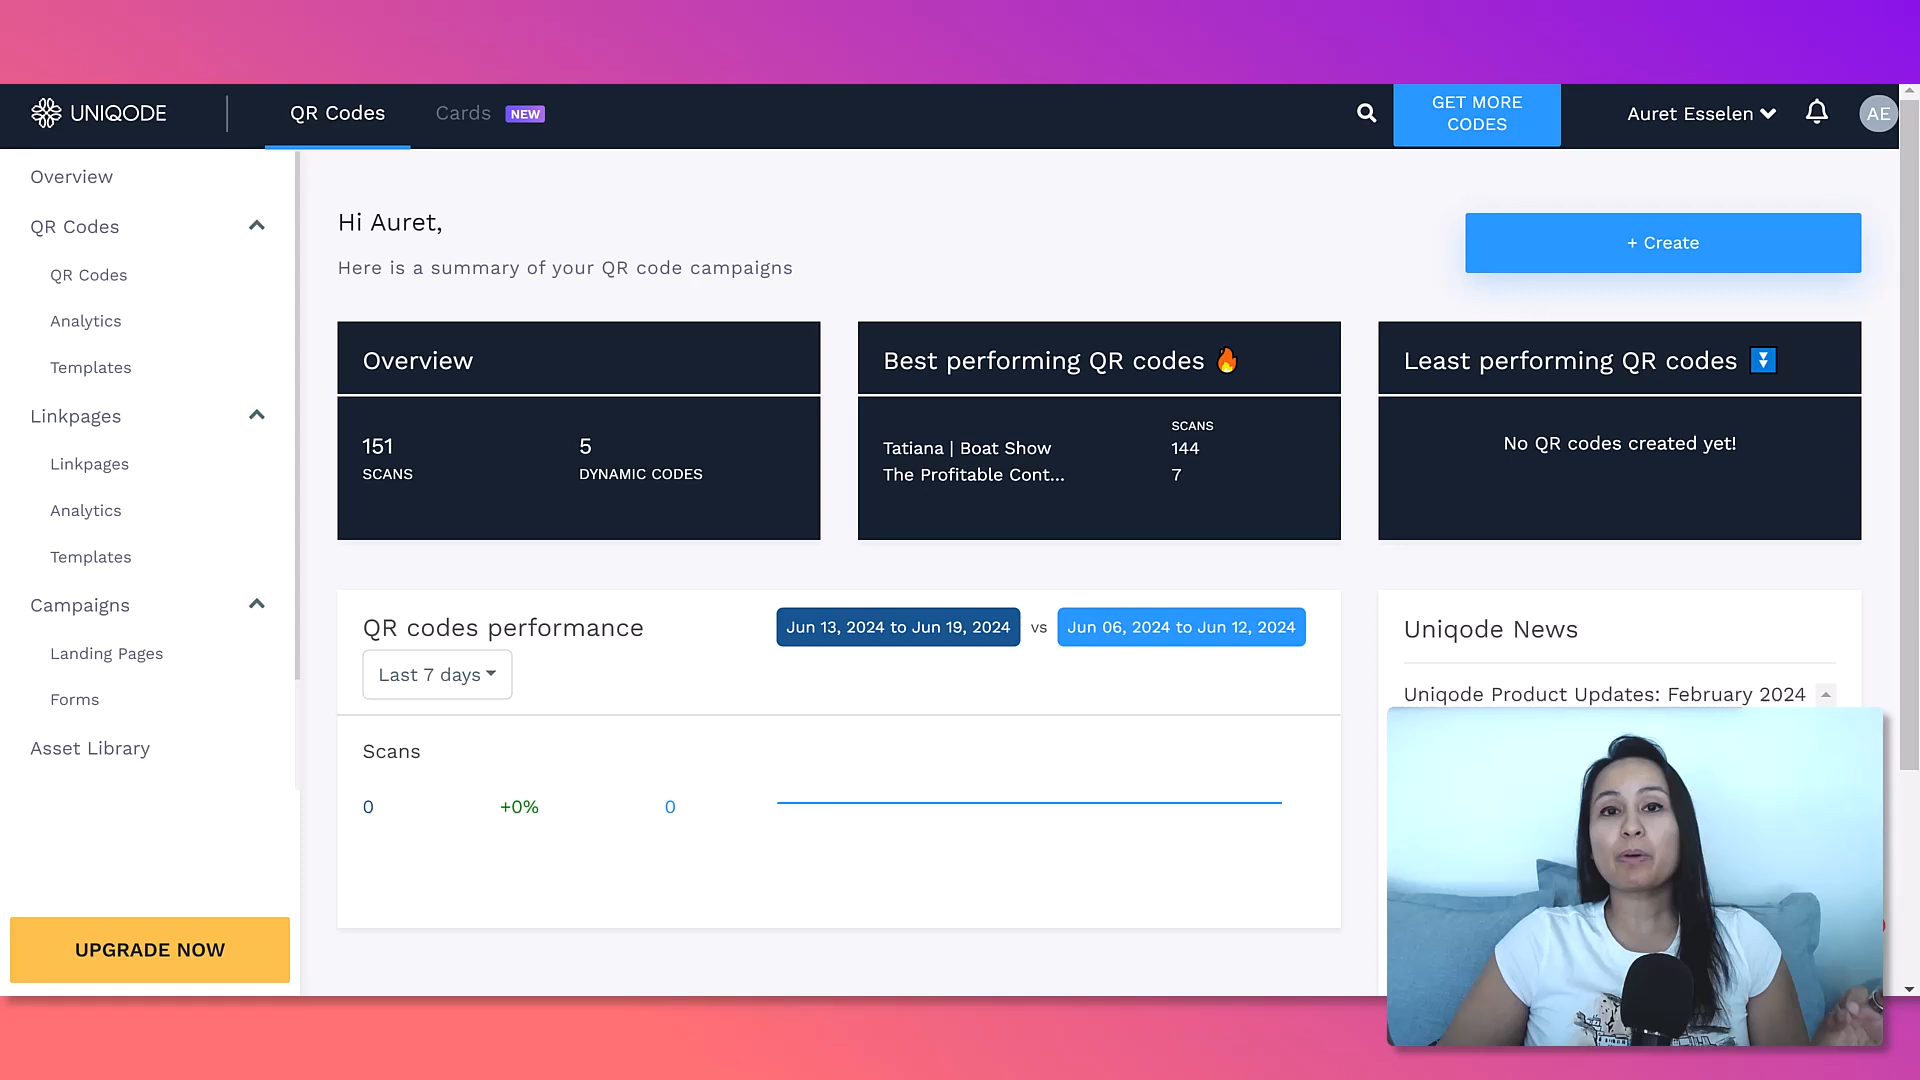 UNIQODE
QR Codes
Cards NEW
GET MORE
CODES
Auret Esselen
AE
Overview
QR Codes
QR Codes
Analytics
Templates
Linkpages
Linkpages
Analytics
Templates
Campaigns
Landing Pages
Forms
Asset Library
UPGRADE NOW
Hi Auret,
Here is a summary of your QR code campaigns
+ Create
Overview
151
SCANS
5
DYNAMIC CODES
Best performing QR codes
SCANS
Tatiana | Boat Show 144
The Profitable Cont... 7
Least performing QR codes
No QR codes created yet!
QR codes performance
Jun 13, 2024 to Jun 19, 2024 vs Jun 06, 2024 to Jun 12, 2024
Last 7 days
Scans
0 +0% 0
Uniqode News
Uniqode Product Updates: February 2024